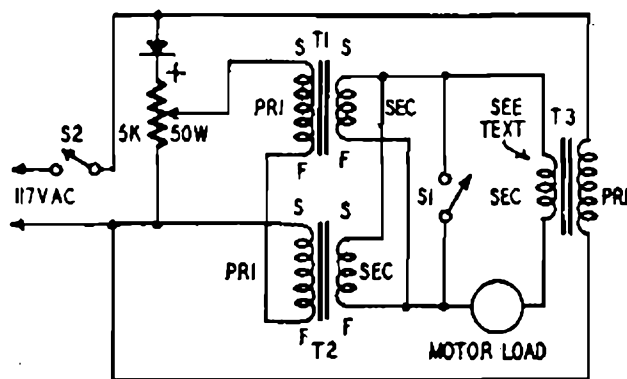 S T1 S
+
PRI
SEC
SEE TEXT
T3
S2
5K 50W
117VAC
F F
S1
SEC
PRI
S S
PRI
SEC
F F
T2
MOTOR LOAD